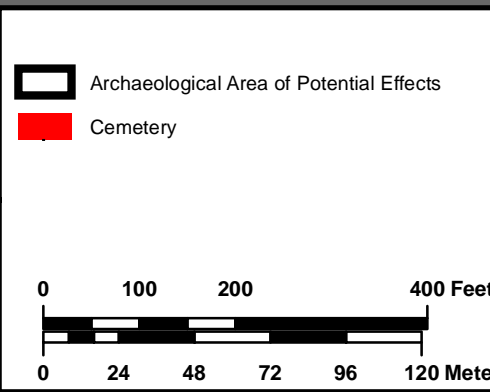 Archaeological Area of Potential Effects
Cemetery
0 100 200 400 Feet
0 24 48 72 96 120 Mete